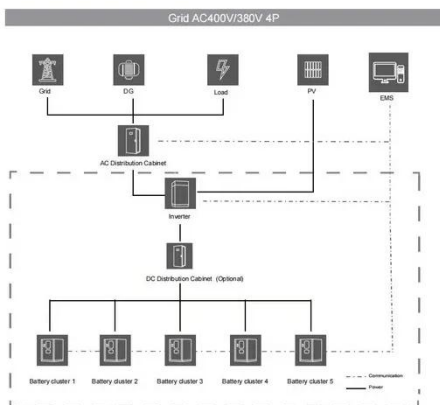 Grid AC400V/380V 4P
Grid
DG
Load
PV
EMS
AC Distribution Cabinet
Inverter
DC Distribution Cabinet (Optional)
Battery cluster 1
Battery cluster 2
Battery cluster 3
Battery cluster 4
Battery cluster 5
Communication
Power